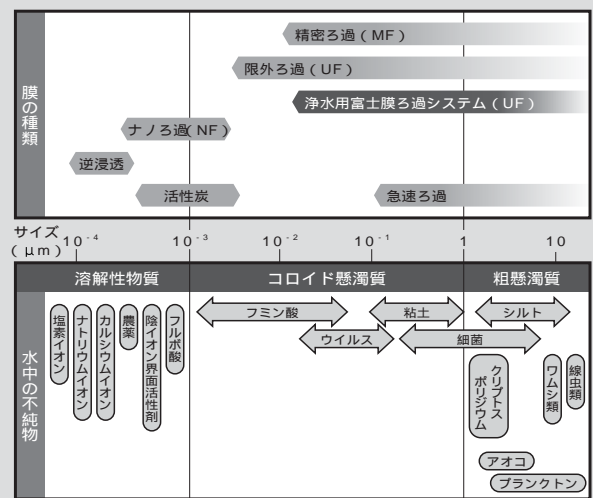 膜の種類
精密ろ過（MF）
限外ろ過（UF）
浄水用富士膜ろ過システム（UF）
ナノろ過（NF）
逆浸透
活性炭
急速ろ過
サイズ
（μm）
10⁻⁴
10⁻³
10⁻²
10⁻¹
1
10
水中の不純物
溶解性物質
コロイド懸濁質
粗懸濁質
塩素イオン
ナトリウムイオン
カルシウムイオン
農薬
陰イオン界面活性剤
フルボ酸
フミン酸
粘土
シルト
ウイルス
細菌
クリプトス
ポリジウム
ワムシ類
線虫類
アオコ
プランクトン